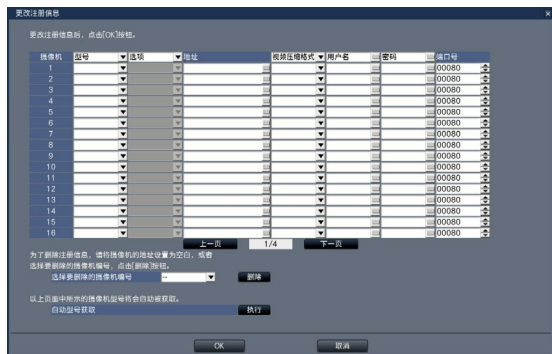 更改注册信息
更改注册信息后，点击[OK]按钮。
摄像机 型号 选项 地址 视频压缩格式 用户名 密码 端口号
1 00080
2 00080
3 00080
4 00080
5 00080
6 00080
7 00080
8 00080
9 00080
10 00080
11 00080
12 00080
13 00080
14 00080
15 00080
16 00080
上一页 1/4 下一页
为了删除注册信息，请将摄像机的地址设置为空白，或者
选择要删除的摄像机编号，点击[删除]按钮。
选择要删除的摄像机编号 -- 删除
以上页面中所示的摄像机型号将会自动被获取。
自动型号获取 执行
OK 取消